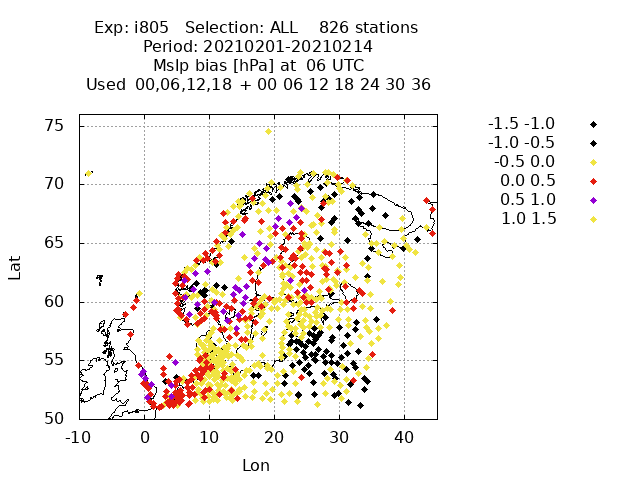 Exp: i805 Selection: ALL 826 stations
Period: 20210201-20210214
Mslp bias [hPa] at 06 UTC
Used 00,06,12,18 + 00 06 12 18 24 30 36
75
70
65
60
55
50
-10 0 10 20 30 40
Lat
Lon
-1.5 -1.0
-1.0 -0.5
-0.5 0.0
0.0 0.5
0.5 1.0
1.0 1.5